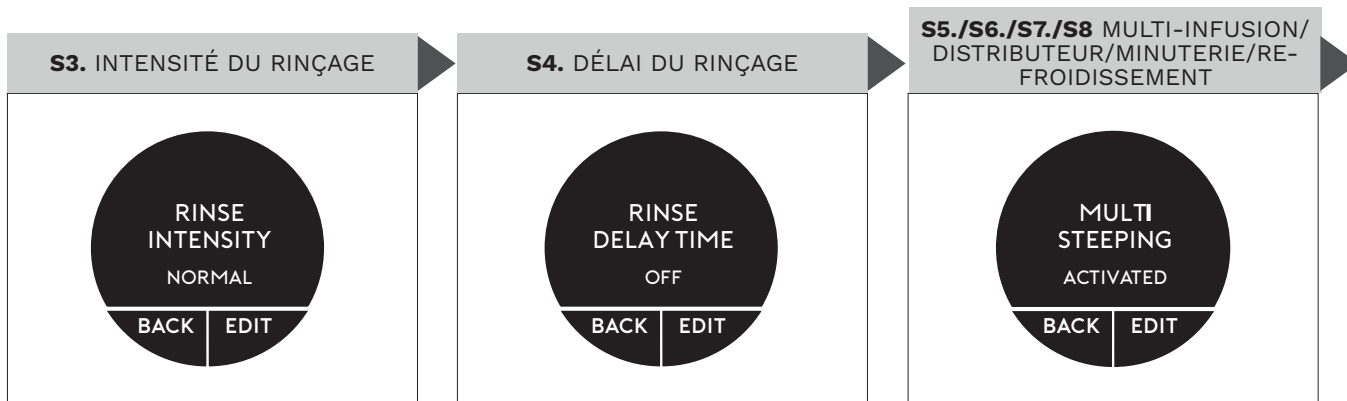 S3. INTENSITÉ DU RINÇAGE
RINSE
INTENSITY
NORMAL
BACK EDIT
S4. DÉLAI DU RINÇAGE
RINSE
DELAY TIME
OFF
BACK EDIT
S5./S6./S7./S8 MULTI-INFUSION/
DISTRIBUTEUR/MINUTERIE/RE-
FROIDISSEMENT
MULTI
STEEPING
ACTIVATED
BACK EDIT